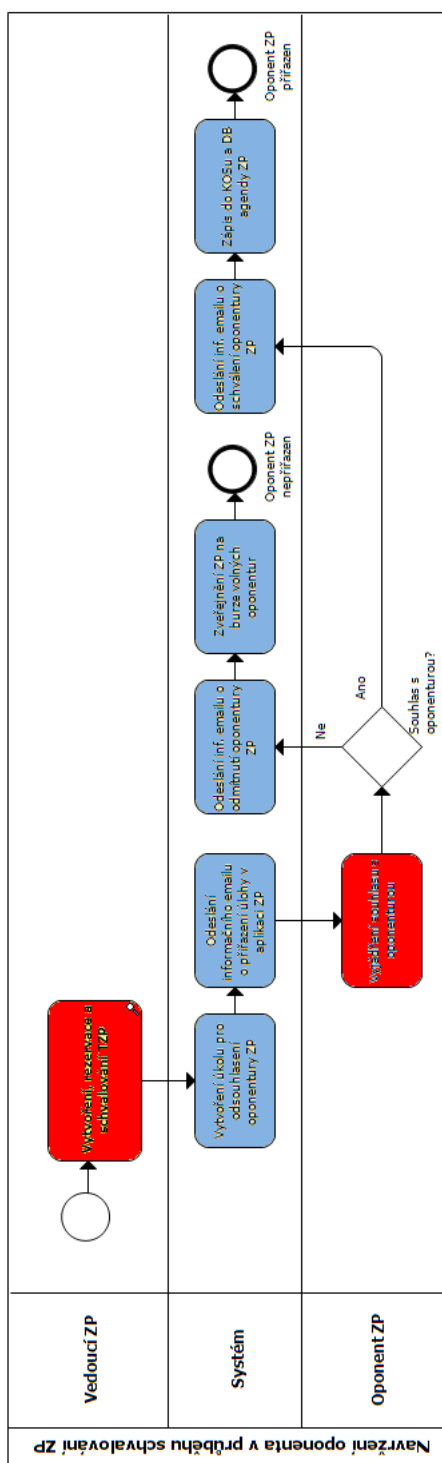 Navržení oponenta v průběhu schvalování ZP
Vedoucí ZP
Vytvoření, rezervace a
schvalování TZP
Systém
Vytvoření úkolu pro
odsouhlasení
oponentury ZP
Odeslání
informačního emailu
o přiřazení úlohy v
aplikaci ZP
Odeslání inf. emailu o
odmítnutí oponentury
ZP
Zveřejnění ZP na
burze volných
oponentur
Oponent ZP
nepřiřazen
Odeslání inf. emailu o
schválení oponentury
ZP
Zápis do KOSu a DB
agendy ZP
Oponent ZP
přiřazen
Oponent ZP
Vyjádření souhlasu s
oponenturou
Souhlas s
oponenturou?
Ne
Ano